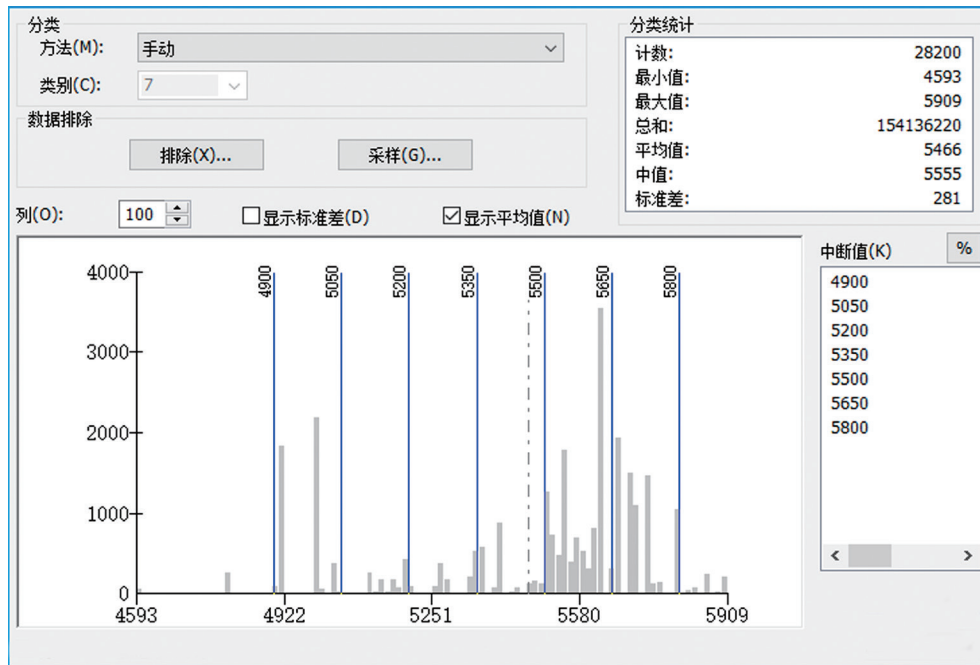 分类
方法(M): 手动
类别(C): 7
数据排除
排除(X)... 采样(G)...
分类统计
计数: 28200
最小值: 4593
最大值: 5909
总和: 154136220
平均值: 5466
中值: 5555
标准差: 281
列(O): 100 显示标准差(D) 显示平均值(N)
中断值(K) %
4900
5050
5200
5350
5500
5650
5800
4900 5050 5200 5350 5500 5650 5800
4000
3000
2000
1000
0
4593 4922 5251 5580 5909